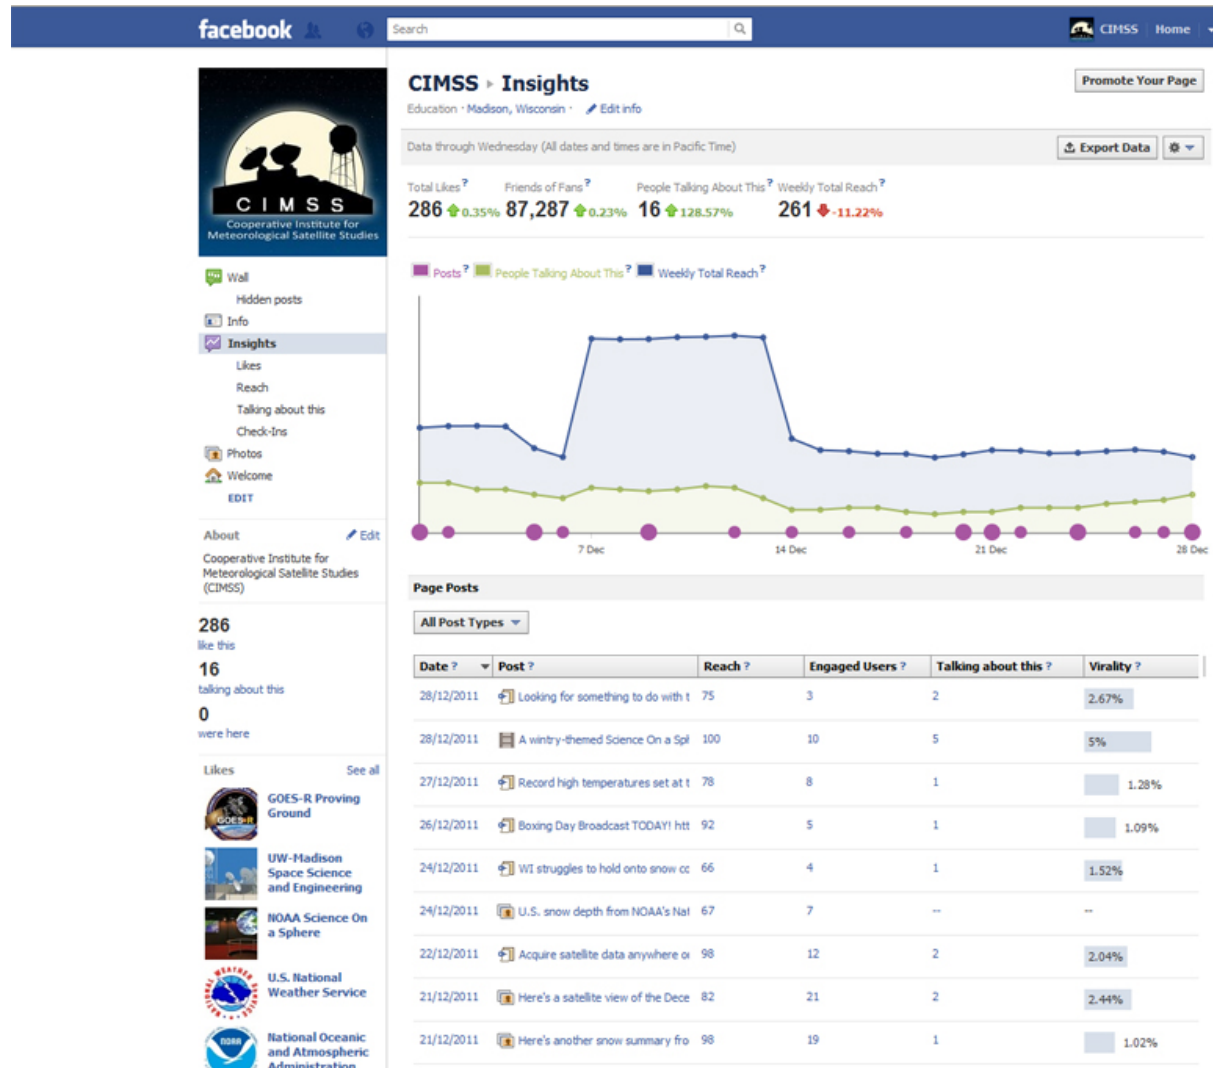 facebook
Search
CIMSS Home
CIMSS
Cooperative Institute for
Meteorological Satellite Studies
Wall
Hidden posts
Info
Insights
Likes
Reach
Talking about this
Check-Ins
Photos
Welcome
EDIT
About Edit
Cooperative Institute for
Meteorological Satellite Studies
(CIMSS)
286
like this
16
talking about this
0
were here
Likes See all
GOES-R
GOES-R Proving
Ground
UW-Madison
Space Science
and Engineering
NOAA Science On
a Sphere
U.S. National
Weather Service
NOAA
National Oceanic
and Atmospheric
Administration
CIMSS Insights
Promote Your Page
Education · Madison, Wisconsin · Edit info
Data through Wednesday (All dates and times are in Pacific Time)
Export Data
Total Likes ? Friends of Fans ? People Talking About This ? Weekly Total Reach ?
286 0.35% 87,287 0.23% 16 128.57% 261 -11.22%
Posts ? People Talking About This ? Weekly Total Reach ?
7 Dec 14 Dec 21 Dec 28 Dec
Page Posts
All Post Types
Date ? Post ? Reach ? Engaged Users ? Talking about this ? Virality ?
28/12/2011 Looking for something to do with t 75 3 2 2.67%
28/12/2011 A wintry-themed Science On a Sph 100 10 5 5%
27/12/2011 Record high temperatures set at t 78 8 1 1.28%
26/12/2011 Boxing Day Broadcast TODAY! htt 92 5 1 1.09%
24/12/2011 WI struggles to hold onto snow co 66 4 1 1.52%
24/12/2011 U.S. snow depth from NOAA's Nat 67 7 -- --
22/12/2011 Acquire satellite data anywhere or 98 12 2 2.04%
21/12/2011 Here's a satellite view of the Dece 82 21 2 2.44%
21/12/2011 Here's another snow summary fro 98 19 1 1.02%